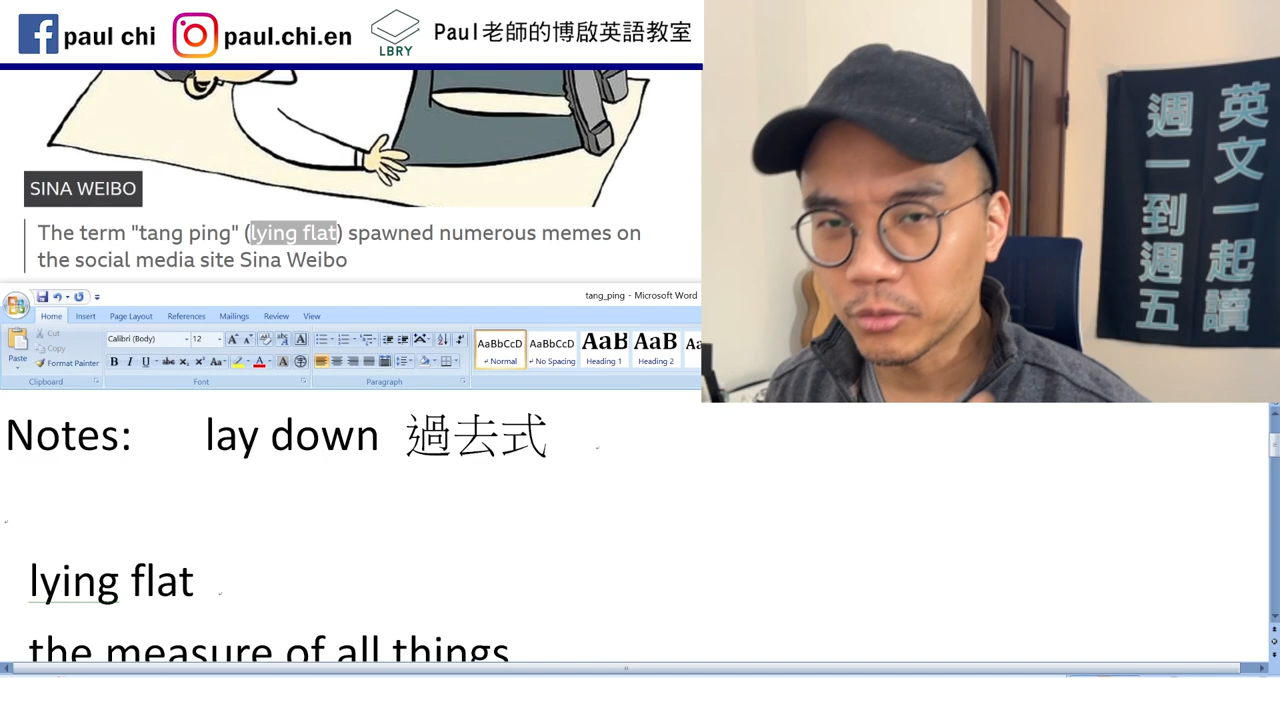 paul chi
paul.chi.en
LBRY
Paul老師的博啟英語教室
SINA WEIBO
The term "tang ping" (lying flat) spawned numerous memes on
the social media site Sina Weibo
tang_ping - Microsoft Word
Home Insert Page Layout References Mailings Review View
Paste
Cut
Copy
Format Painter
Clipboard
Calibri (Body) 12
Font
Paragraph
AaBbCcD AaBbCcD AaBb AaB
Normal No Spacing Heading 1 Heading 2
英文一起讀
週一到週五
Notes: lay down 過去式
lying flat
the measure of all things